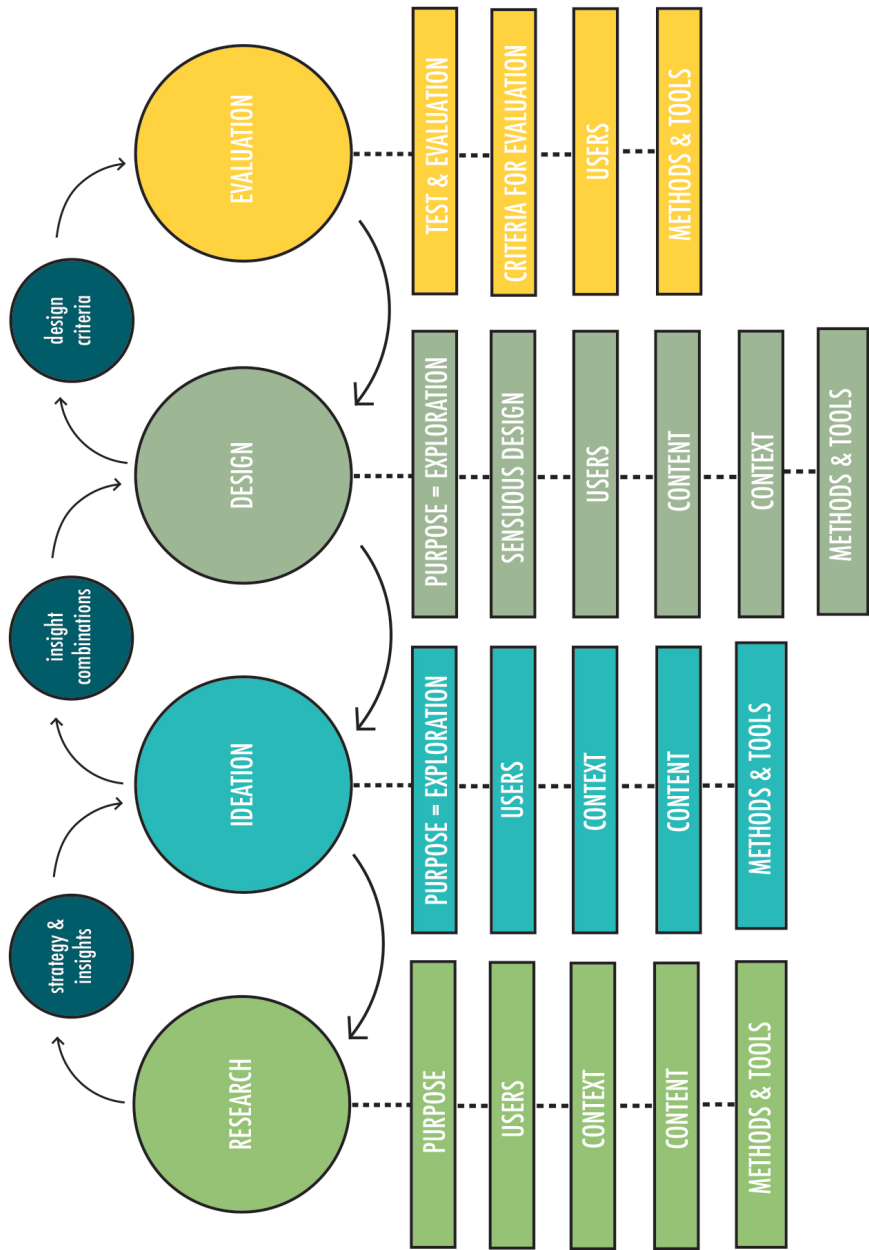 RESEARCH
PURPOSE
USERS
CONTEXT
CONTENT
METHODS & TOOLS
strategy &
insights
IDEATION
PURPOSE = EXPLORATION
USERS
CONTEXT
CONTENT
METHODS & TOOLS
insight
combinations
DESIGN
PURPOSE = EXPLORATION
SENSUOUS DESIGN
USERS
CONTENT
CONTEXT
METHODS & TOOLS
design
criteria
EVALUATION
TEST & EVALUATION
CRITERIA FOR EVALUATION
USERS
METHODS & TOOLS